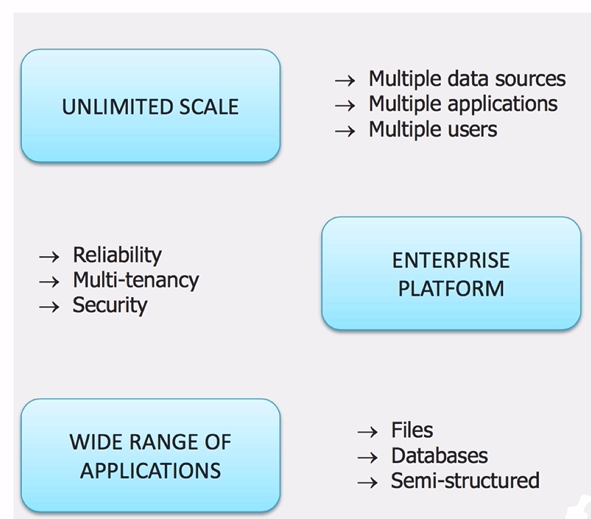 UNLIMITED SCALE
→ Multiple data sources
→ Multiple applications
→ Multiple users
→ Reliability
→ Multi-tenancy
→ Security
ENTERPRISE
PLATFORM
WIDE RANGE OF
APPLICATIONS
→ Files
→ Databases
→ Semi-structured